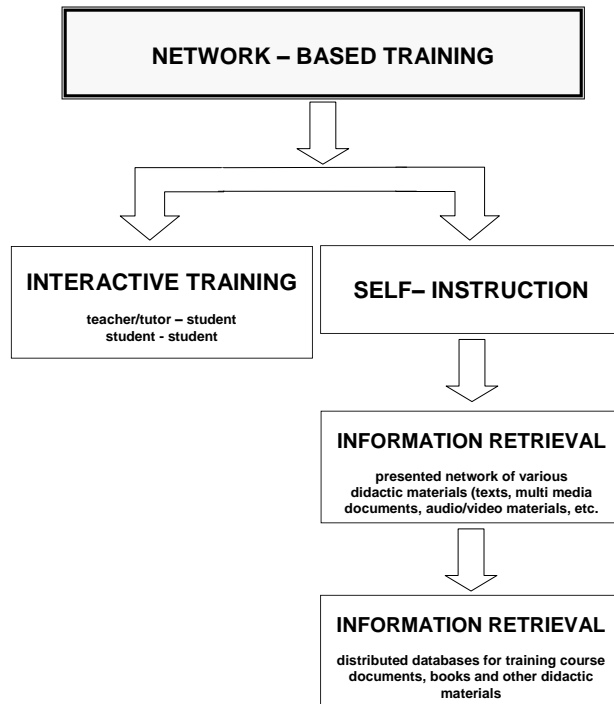 NETWORK – BASED TRAINING
INTERACTIVE TRAINING
teacher/tutor – student
student - student
SELF– INSTRUCTION
INFORMATION RETRIEVAL
presented network of various
didactic materials (texts, multi media
documents, audio/video materials, etc.
INFORMATION RETRIEVAL
distributed databases for training course
documents, books and other didactic
materials